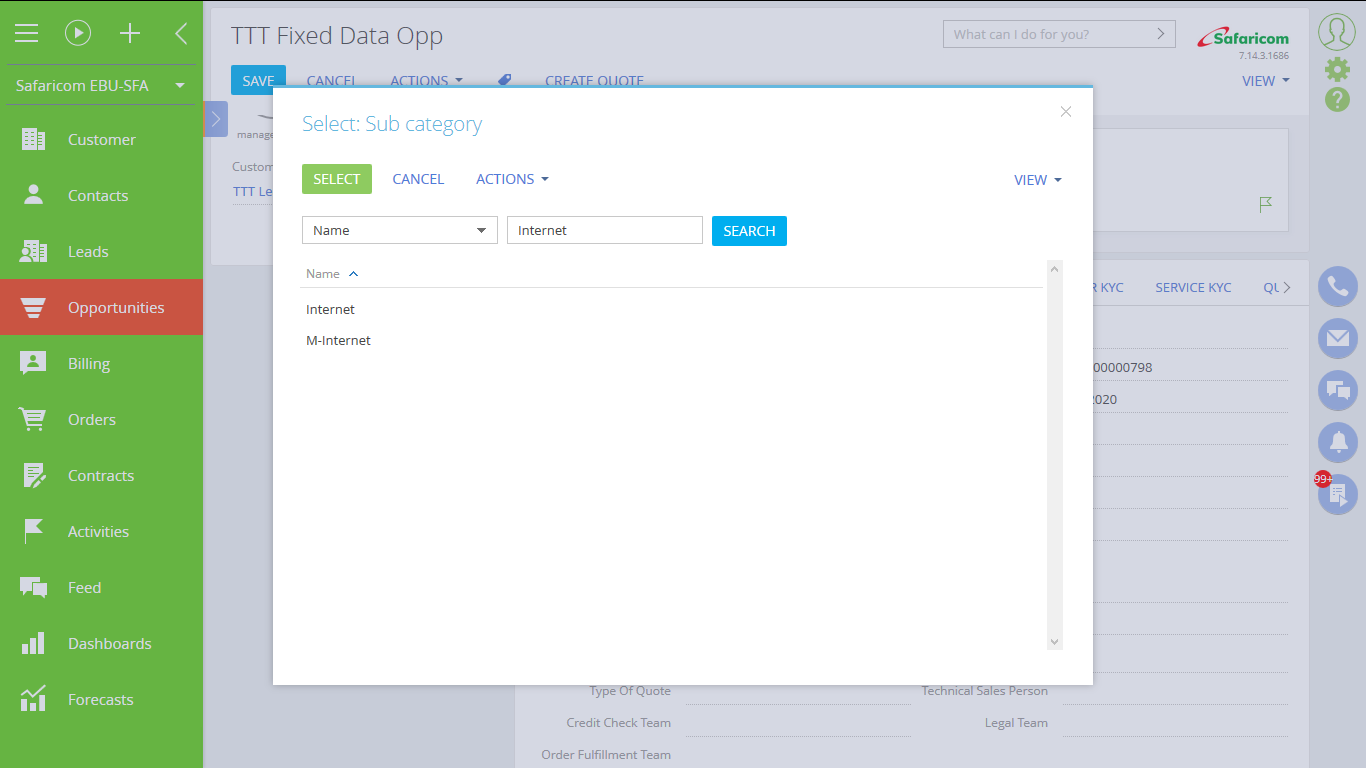 TTT Fixed Data Opp
What can I do for you?
Safaricom
7.14.3.1686
SAVE
CANCEL
ACTIONS
CREATE QUOTE
VIEW
Safaricom EBU-SFA
Customer
Contacts
Leads
Opportunities
Billing
Orders
Contracts
Activities
Feed
Dashboards
Forecasts
TTT Le
Select: Sub category
SELECT
CANCEL
ACTIONS
VIEW
Name
Internet
SEARCH
Name
Internet
M-Internet
KYC
SERVICE KYC
00000798
2020
99+
Type Of Quote
Technical Sales Person
Credit Check Team
Legal Team
Order Fulfillment Team